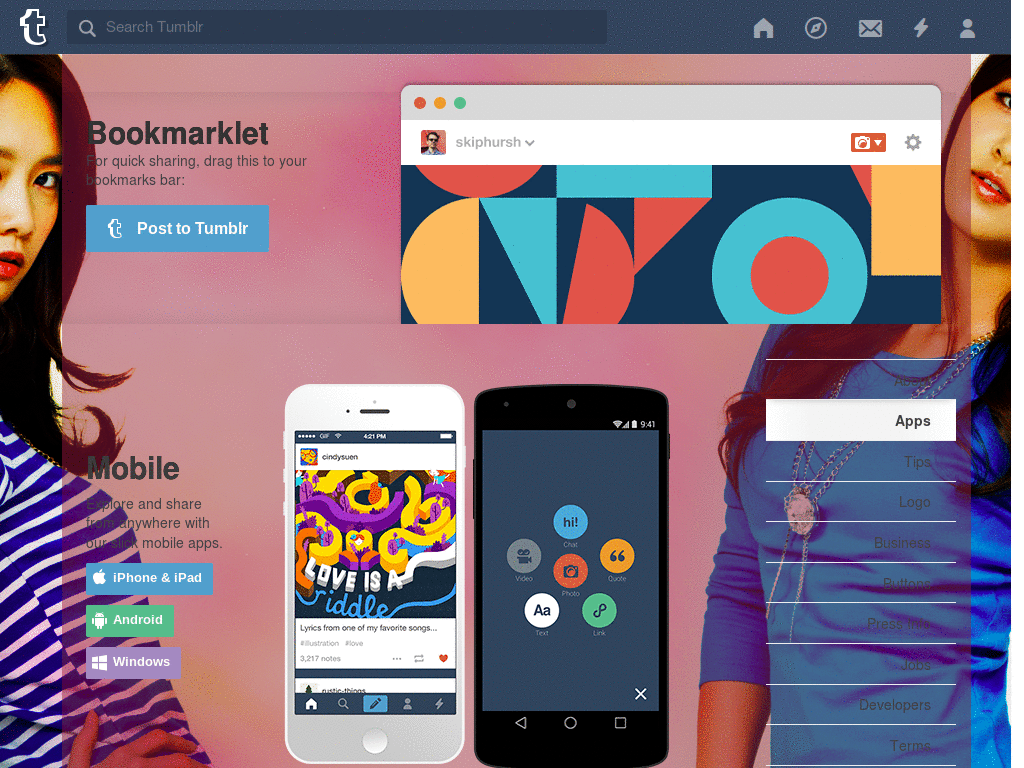 Search Tumblr
Bookmarklet
For quick sharing, drag this to your
bookmarks bar:
Post to Tumblr
skiphursh
Mobile
Explore and share
from anywhere with
our slick mobile apps.
iPhone & iPad
Android
Windows
GIF
4:21 PM
cindysuen
LOVE IS A
riddle
Lyrics from one of my favorite songs...
#illustration #love
3,217 notes
rustic-things
9:41
hi!
Chat
Video
Quote
Photo
Aa
Text
Link
About
Apps
Tips
Logo
Business
Buttons
Press Info
Jobs
Developers
Terms